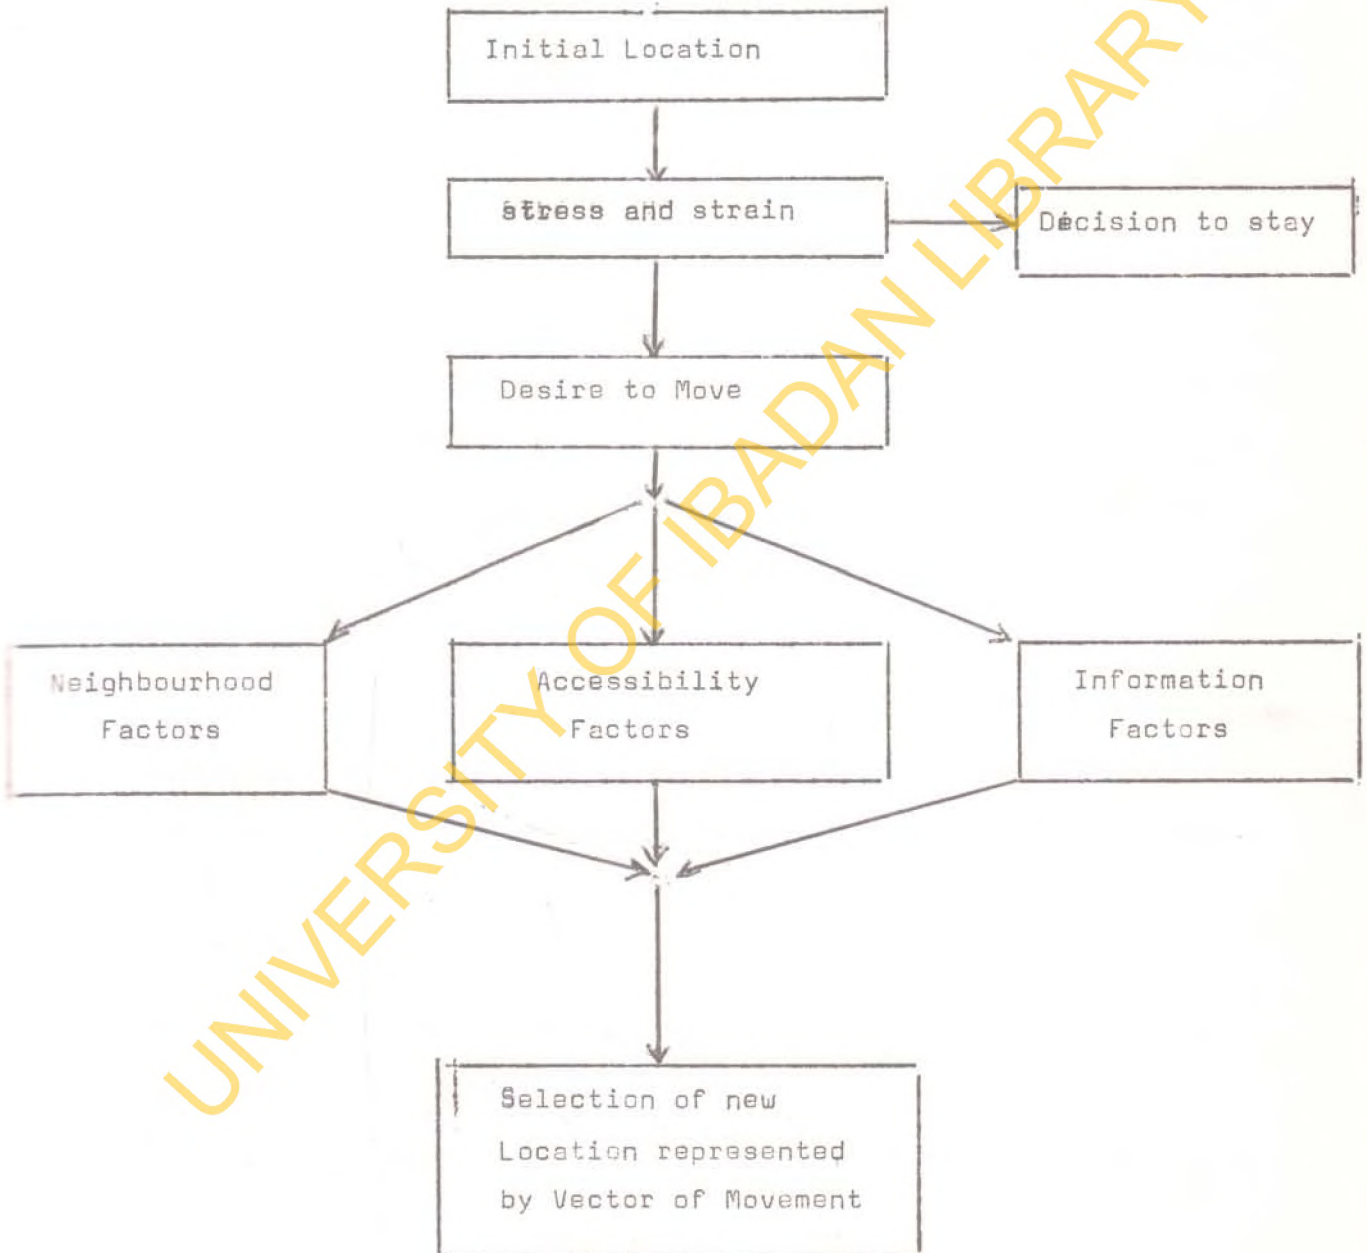 Initial Location
stress and strain
Decision to stay
Desire to Move
Neighbourhood
Factors
Accessibility
Factors
Information
Factors
Selection of new
Location represented
by Vector of Movement
UNIVERSITY OF IBADAN LIBRARY